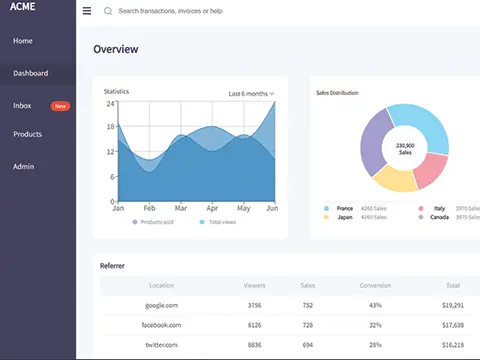 ACME
Search transactions, invoices or help
Home
Dashboard
Inbox New
Products
Admin
Overview
Statistics
Last 6 months
24
18
12
6
0
Jan Feb Mar Apr May Jun
Products sold Total views
Sales Distribution
230,900
Sales
France 4260 Sales Italy 3970 Sales
Japan 4260 Sales Canada 3970 Sales
Referrer
Location Viewers Sales Conversion Total
google.com 3756 752 43% $19,291
facebook.com 8126 728 32% $17,638
twitter.com 8836 694 28% $16,218